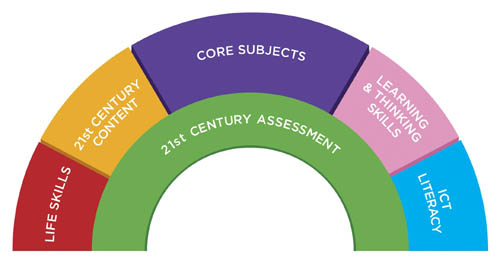 LIFE SKILLS
21st CENTURY
CONTENT
CORE SUBJECTS
LEARNING
& THINKING
SKILLS
ICT
LITERACY
21st CENTURY ASSESSMENT